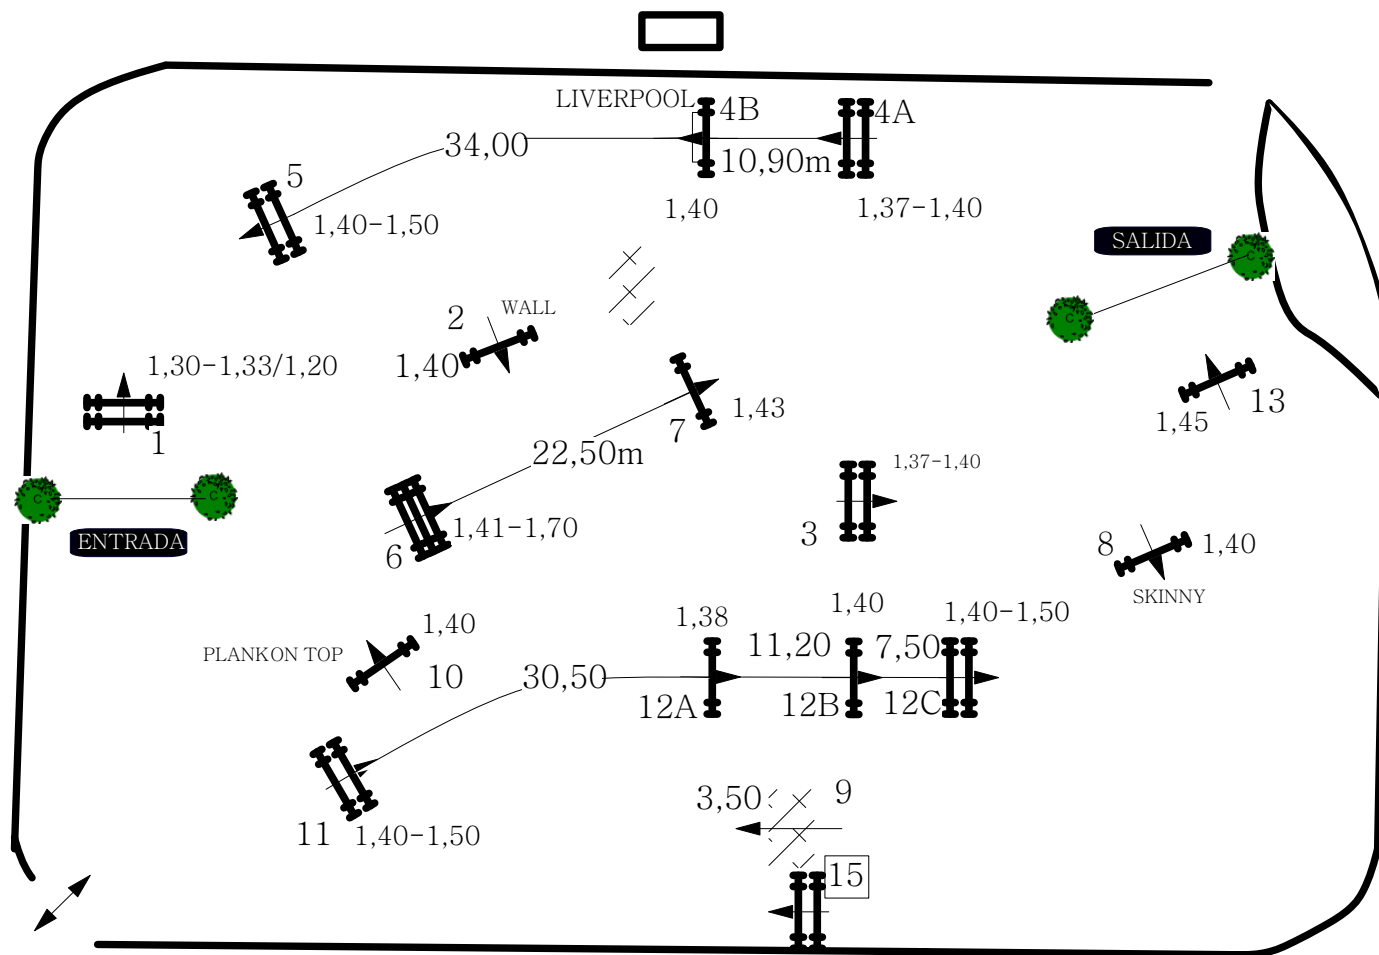 LIVERPOOL
4B
4A
34,00
10,90m
5
1,40-1,50
1,40
1,37-1,40
SALIDA
C
C
2
WALL
1,40
1,30-1,33/1,20
1
7
1,43
1,45
13
22,50m
1,37-1,40
3
C
C
ENTRADA
6
1,41-1,70
8
1,40
SKINNY
PLANKON TOP
1,40
10
1,38
1,40
1,40-1,50
11,20
7,50
30,50
12A
12B
12C
3,50
9
11
1,40-1,50
15